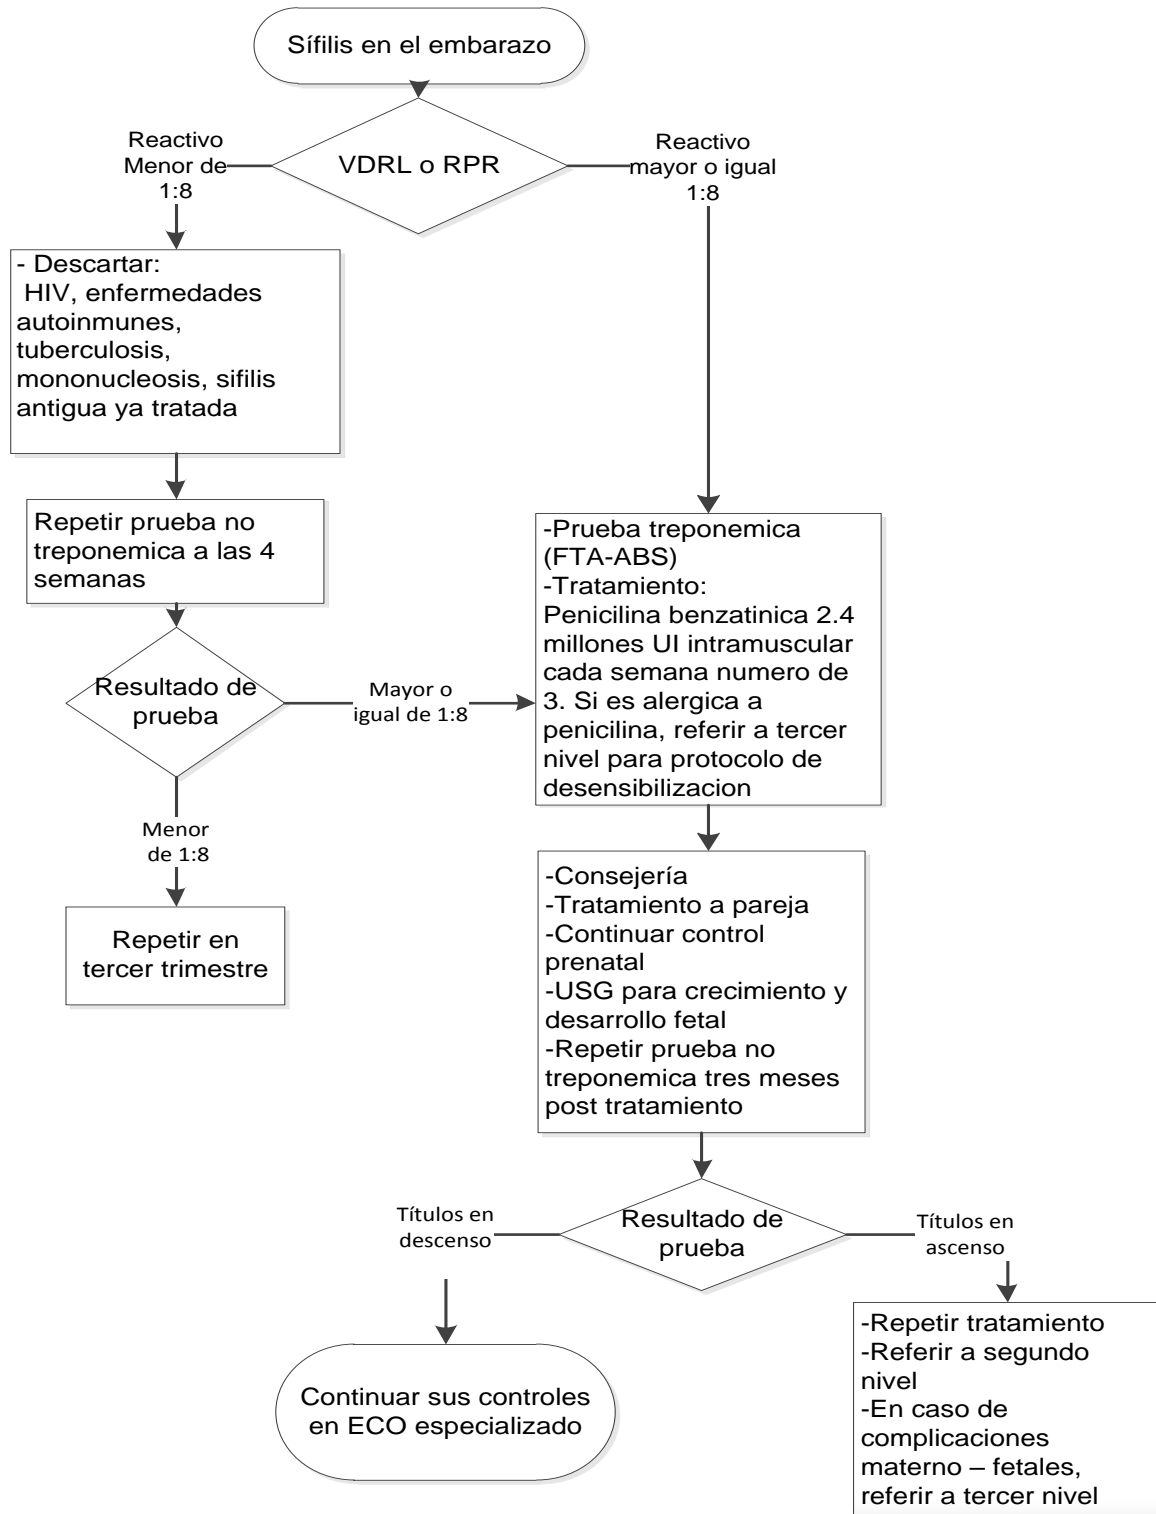 Sífilis en el embarazo
VDRL o RPR
Reactivo
Menor de
1:8
Reactivo
mayor o igual
1:8
- Descartar:
HIV, enfermedades
autoinmunes,
tuberculosis,
mononucleosis, sifilis
antigua ya tratada
Repetir prueba no
treponemica a las 4
semanas
Resultado de
prueba
Mayor o
igual de 1:8
Menor
de 1:8
Repetir en
tercer trimestre
-Prueba treponemica
(FTA-ABS)
-Tratamiento:
Penicilina benzatinica 2.4
millones UI intramuscular
cada semana numero de
3. Si es alergica a
penicilina, referir a tercer
nivel para protocolo de
desensibilizacion
-Consejería
-Tratamiento a pareja
-Continuar control
prenatal
-USG para crecimiento y
desarrollo fetal
-Repetir prueba no
treponemica tres meses
post tratamiento
Resultado de
prueba
Títulos en
descenso
Títulos en
ascenso
Continuar sus controles
en ECO especializado
-Repetir tratamiento
-Referir a segundo
nivel
-En caso de
complicaciones
materno – fetales,
referir a tercer nivel